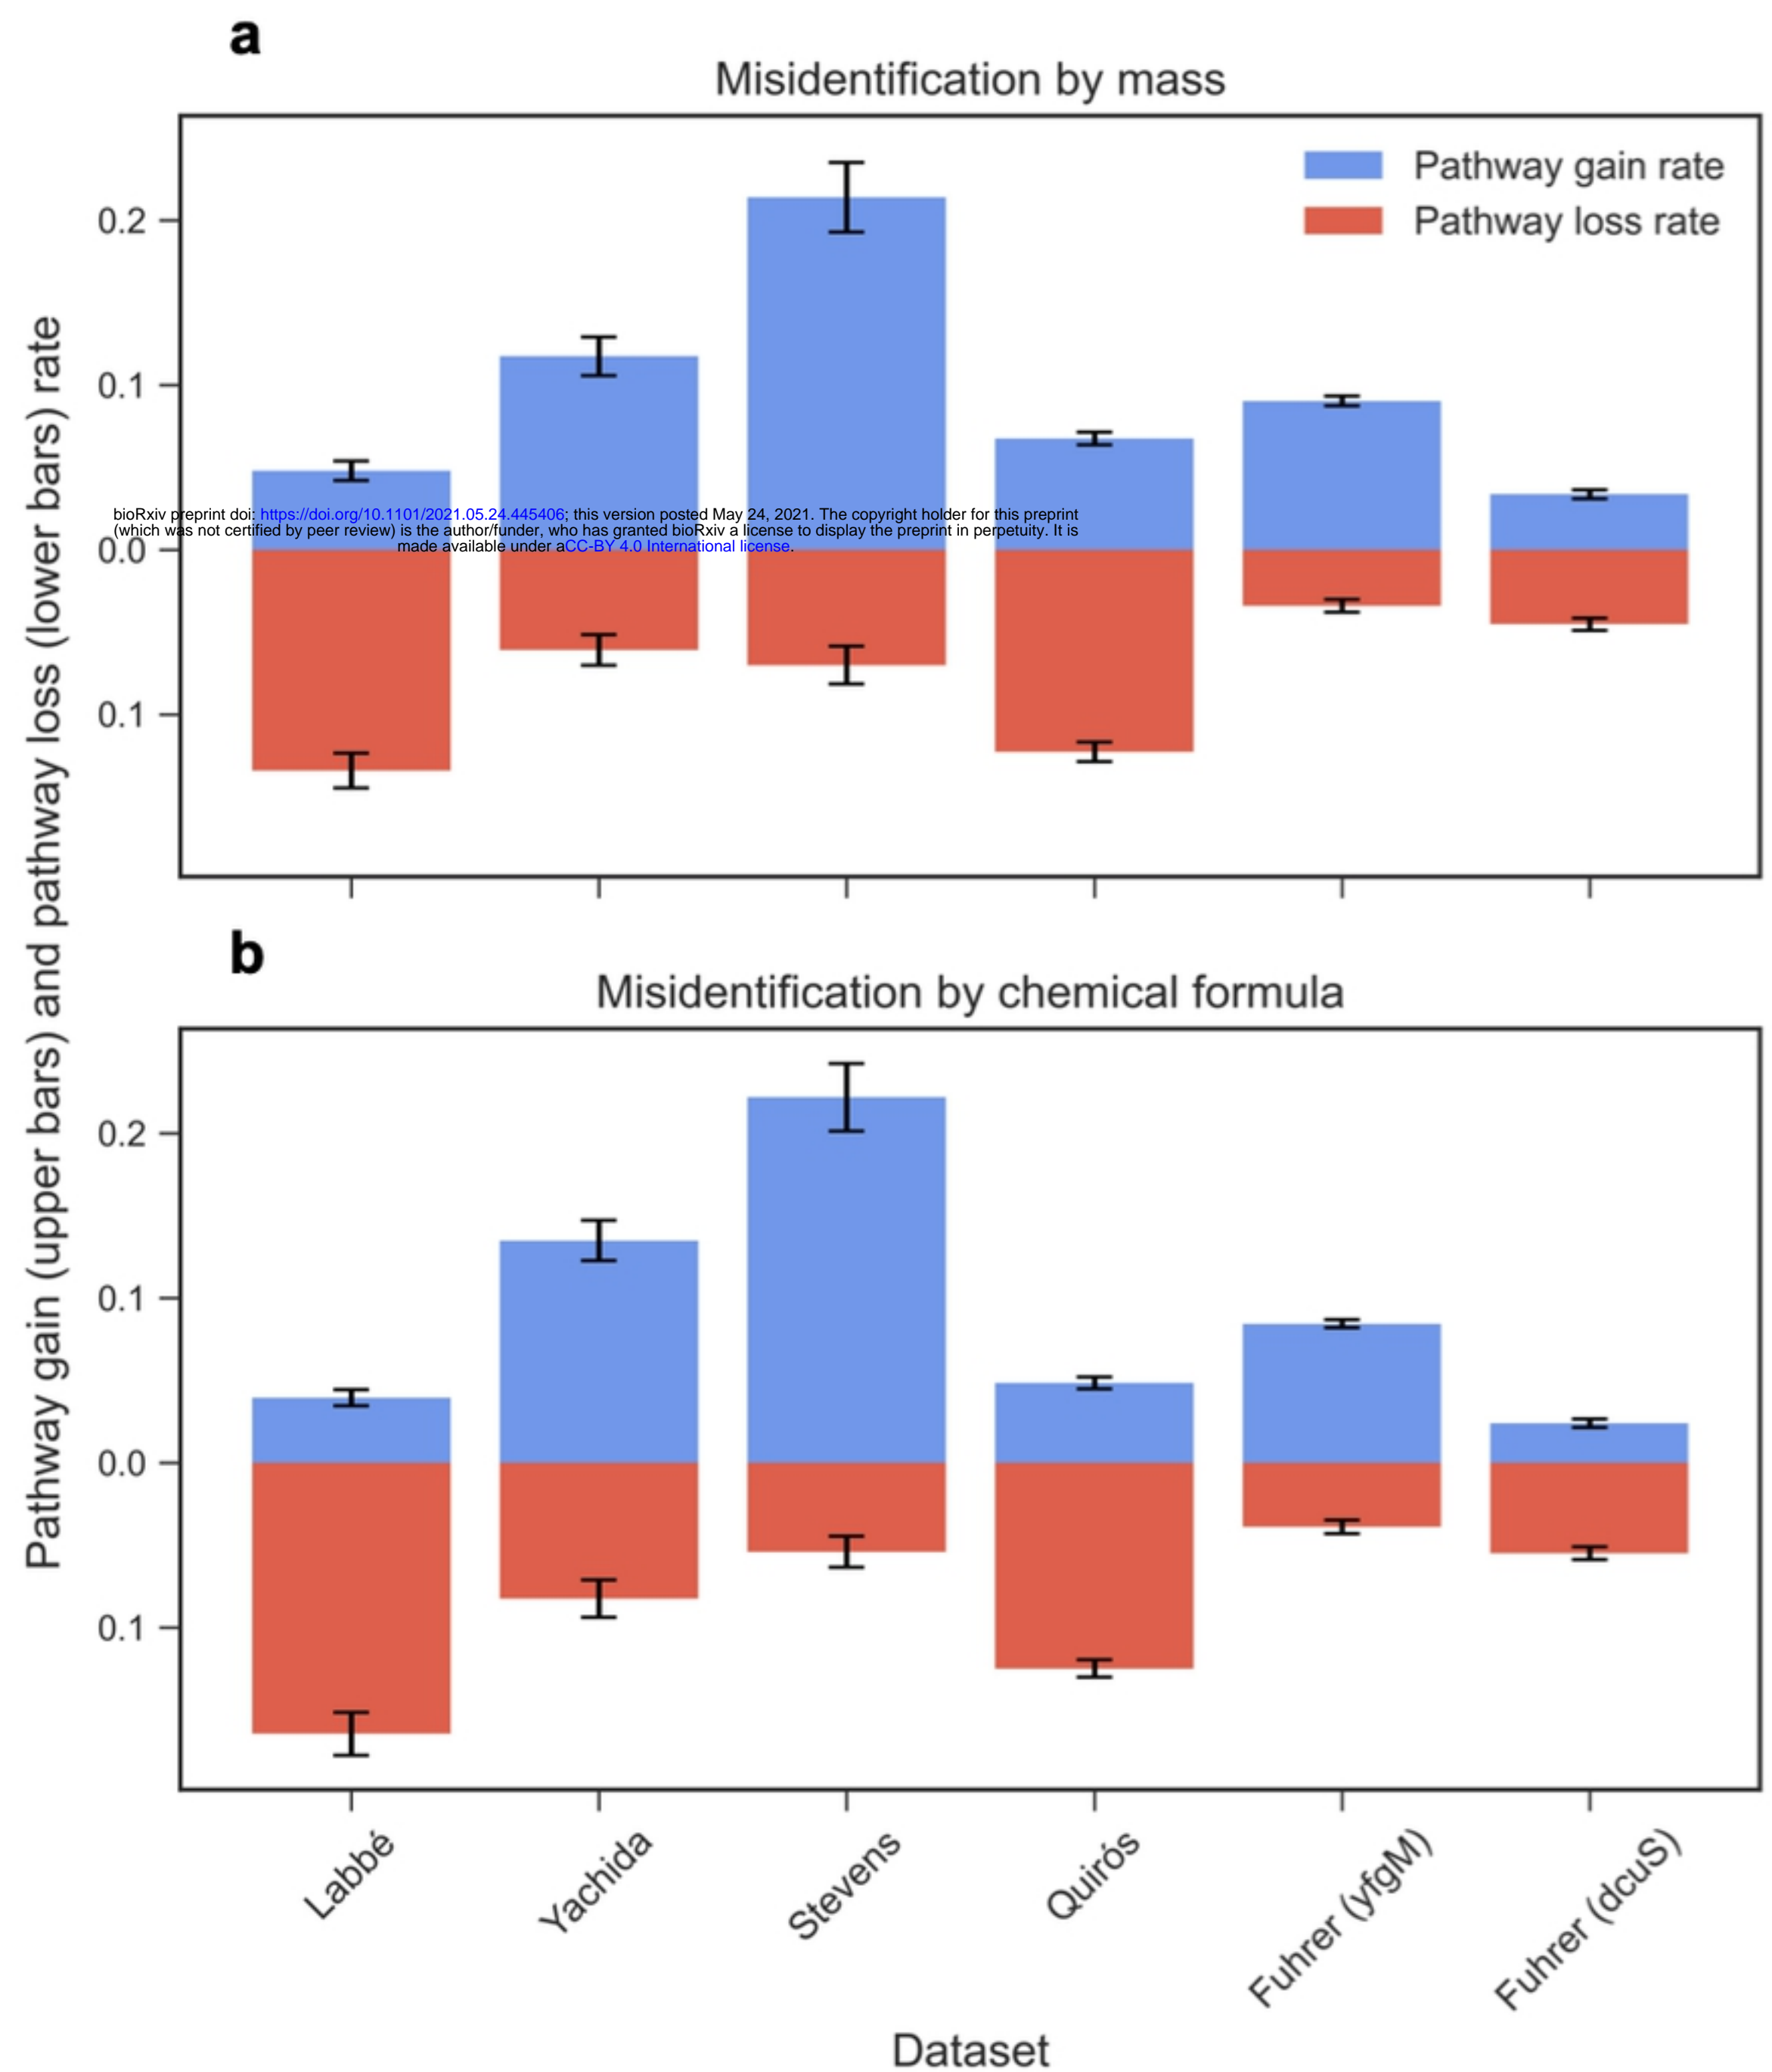 a
Misidentification by mass
Pathway gain rate
Pathway loss rate
0.2
0.1
0.0
0.1
bioRxiv preprint doi: https://doi.org/10.1101/2021.05.24.445406; this version posted May 24, 2021. The copyright holder for this preprint
(which was not certified by peer review) is the author/funder, who has granted bioRxiv a license to display the preprint in perpetuity. It is
made available under aCC-BY 4.0 International license.
Pathway gain (upper bars) and pathway loss (lower bars) rate
b
Misidentification by chemical formula
0.2
0.1
0.0
0.1
Labbé
Yachida
Stevens
Quirós
Fuhrer (yfgM)
Fuhrer (dcuS)
Dataset